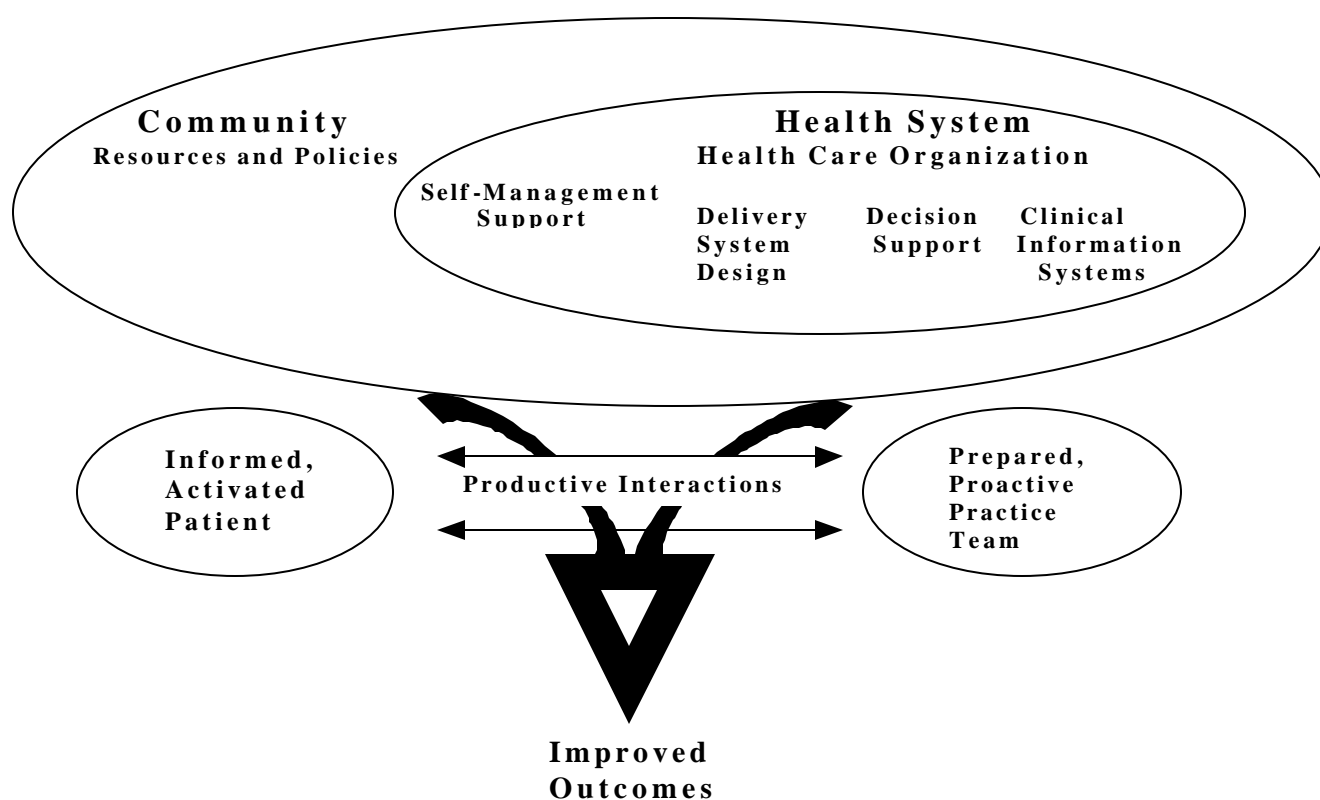 Community
Resources and Policies
Health System
Health Care Organization
Self-Management
Support
Delivery
System
Design
Decision
Support
Clinical
Information
Systems
Informed,
Activated
Patient
Productive Interactions
Prepared,
Proactive
Practice
Team
Improved
Outcomes